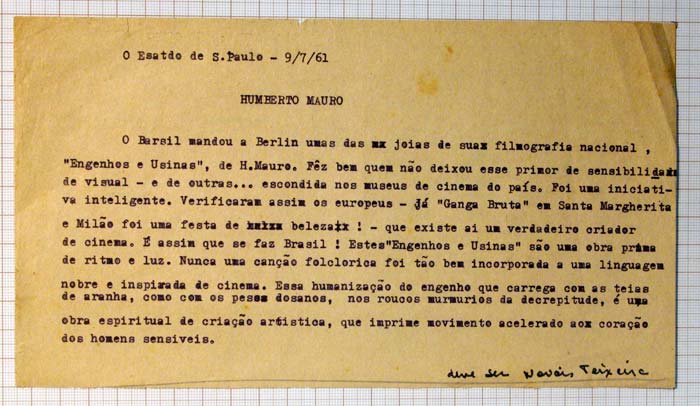 O Esatdo de S.Paulo - 9/7/61
HUMBERTO MAURO
O Barsil mandou a Berlin umas das xx joias de suax filmografia nacional ,
"Engenhos e Usinas", de H.Mauro. Fêz bem quem não deixou esse primor de sensibilida
de visual - e de outras... escondida nos museus de cinema do país. Foi uma iniciati-
va inteligente. Verificaram assim os europeus - Já "Ganga Bruta" em Santa Margherita
e Milão foi uma festa de beleza ! - que existe ai um verdadeiro criador
de cinema. É assim que se faz Brasil ! Estes"Engenhos e Usinas" são uma obra prima
de ritmo e luz. Nunca uma canção folclorica foi tão bem incorporada a uma linguagem
nobre e inspirada de cinema. Essa humanização do engenho que carrega com as teias
de aranha, como com os pesos dosanos, nos roucos murmurios da decrepitude, é uma
obra espiritual de criação artistica, que imprime movimento acelerado aox coração
dos homens sensiveis.
deve ser Novais Teixeira